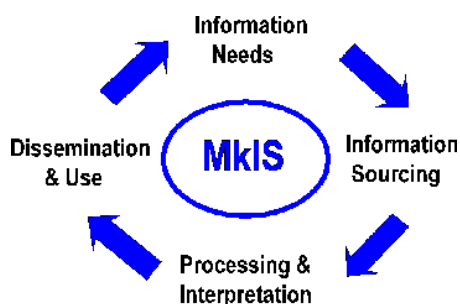 Information
Needs
Dissemination
& Use
MkIS
Information
Sourcing
Processing &
Interpretation